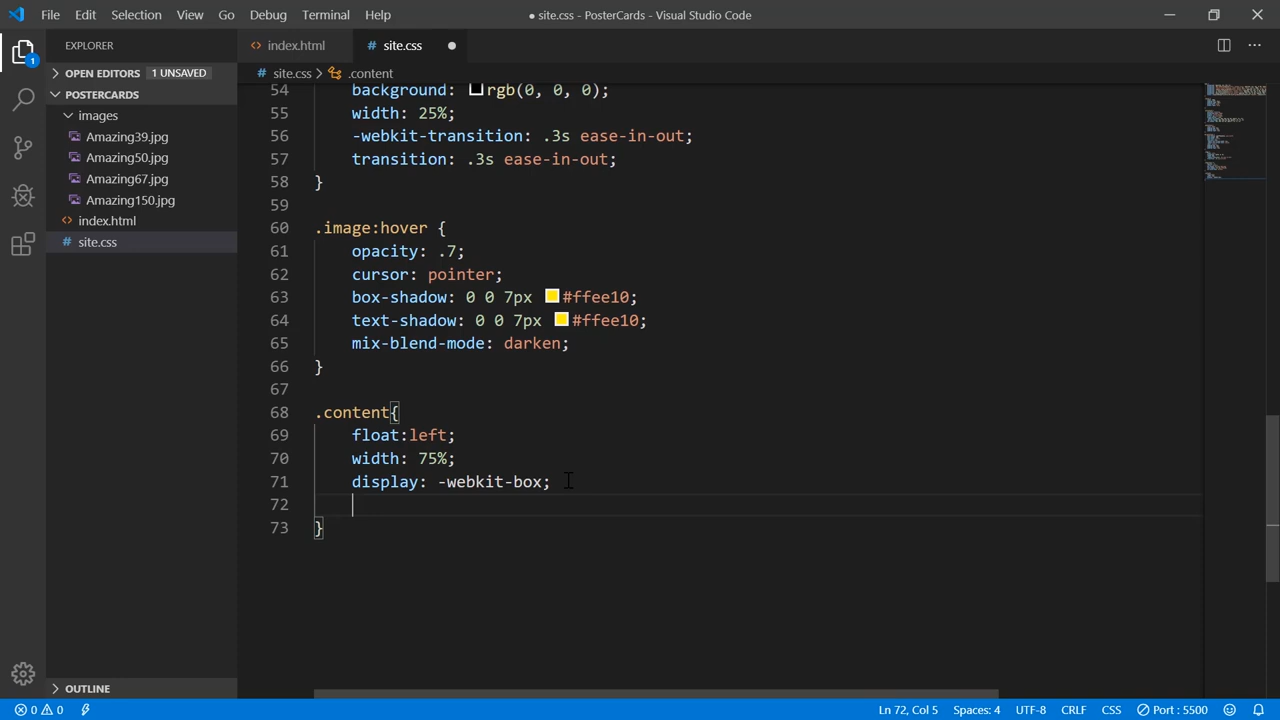 File Edit Selection View Go Debug Terminal Help ● site.css - PosterCards - Visual Studio Code
EXPLORER
OPEN EDITORS 1 UNSAVED
POSTERCARDS
images
Amazing39.jpg
Amazing50.jpg
Amazing67.jpg
Amazing150.jpg
<> index.html
# site.css
OUTLINE
<> index.html # site.css ●
# site.css > .content
54 background: rgb(0, 0, 0);
55 width: 25%;
56 -webkit-transition: .3s ease-in-out;
57 transition: .3s ease-in-out;
58 }
59
60 .image:hover {
61 opacity: .7;
62 cursor: pointer;
63 box-shadow: 0 0 7px #ffee10;
64 text-shadow: 0 0 7px #ffee10;
65 mix-blend-mode: darken;
66 }
67
68 .content{
69 float:left;
70 width: 75%;
71 display: -webkit-box;
72
73 }
1
0 0 Ln 72, Col 5 Spaces: 4 UTF-8 CRLF CSS Port : 5500